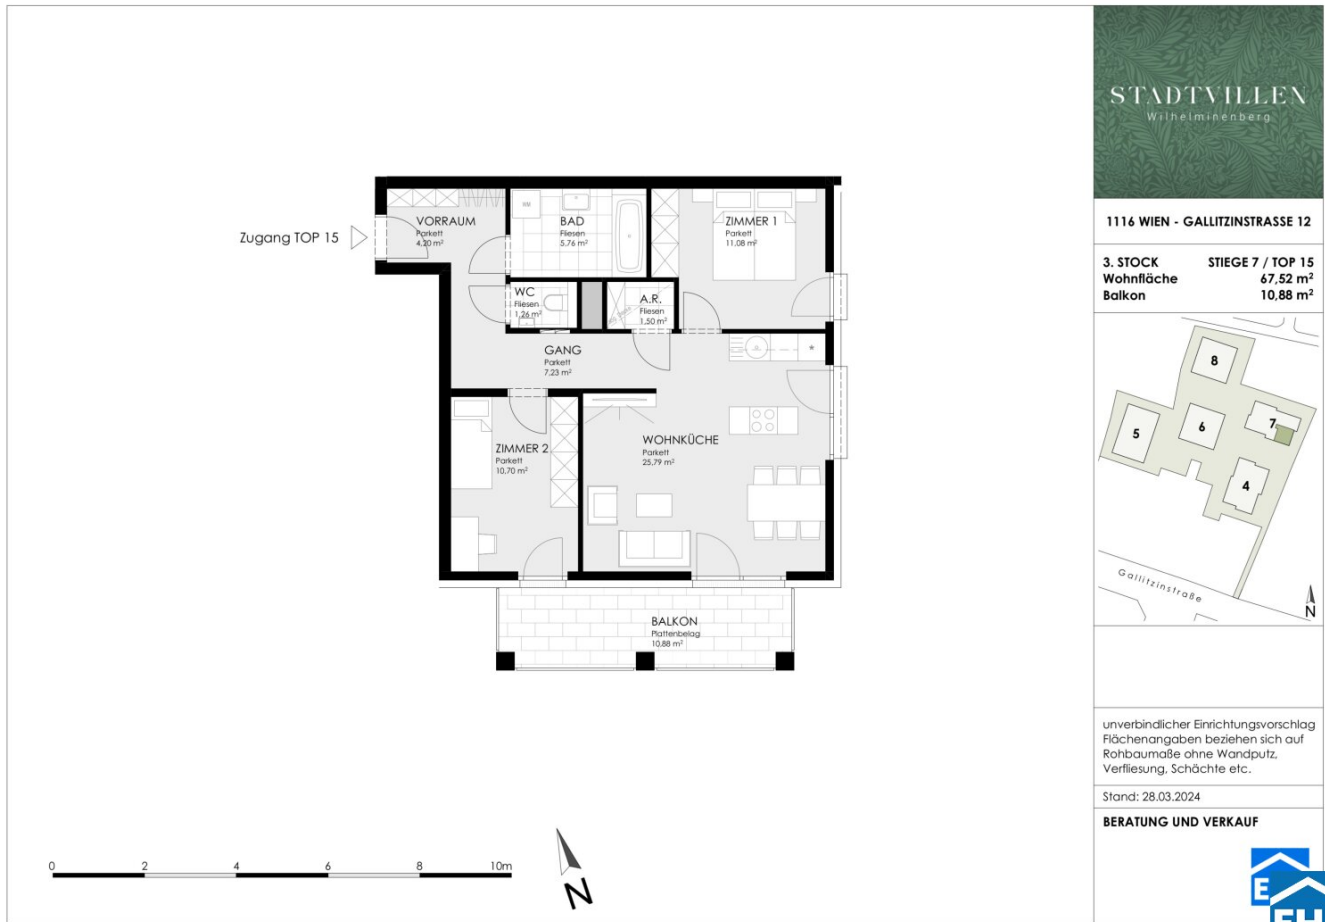 STADTVILLEN
Wilhelminenberg
1116 WIEN - GALLITZINSTRASSE 12
3. STOCK STIEGE 7 / TOP 15
Wohnfläche 67,52 m²
Balkon 10,88 m²
8
7
6
5
4
Gallitzinstraße
N
unverbindlicher Einrichtungsvorschlag
Flächenangaben beziehen sich auf
Rohbaumaße ohne Wandputz,
Verfliesung, Schächte etc.
Stand: 28.03.2024
BERATUNG UND VERKAUF
E
EH
Zugang TOP 15
VORRAUM
Parkett
4,20 m²
WM
BAD
Fliesen
5,76 m²
ZIMMER 1
Parkett
11,08 m²
WC
Fliesen
1,26 m²
A.R.
Fliesen
1,50 m²
GANG
Parkett
7,23 m²
*
ZIMMER 2
Parkett
10,70 m²
WOHNKÜCHE
Parkett
25,79 m²
BALKON
Plattenbelag
10,88 m²
0 2 4 6 8 10m
N